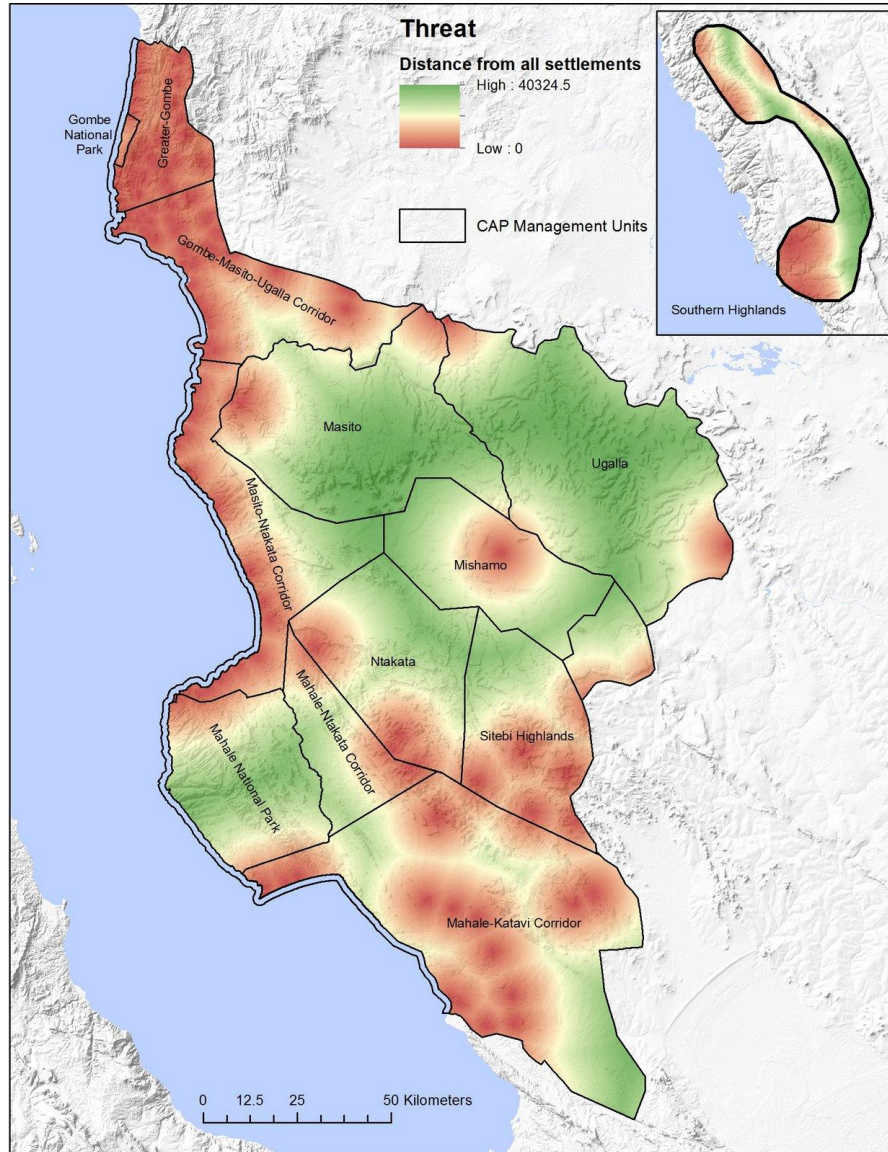 Threat
Distance from all settlements
High : 40324.5
Low : 0
CAP Management Units
Southern Highlands
Gombe
National
Park
Greater-Gombe
Gombe-Masito-Ugalla Corridor
Masito
Ugalla
Masito-Ntakata Corridor
Mishamo
Ntakata
Mahale-Ntakata Corridor
Sitebi Highlands
Mahale National Park
Mahale-Katavi Corridor
0 12.5 25 50 Kilometers